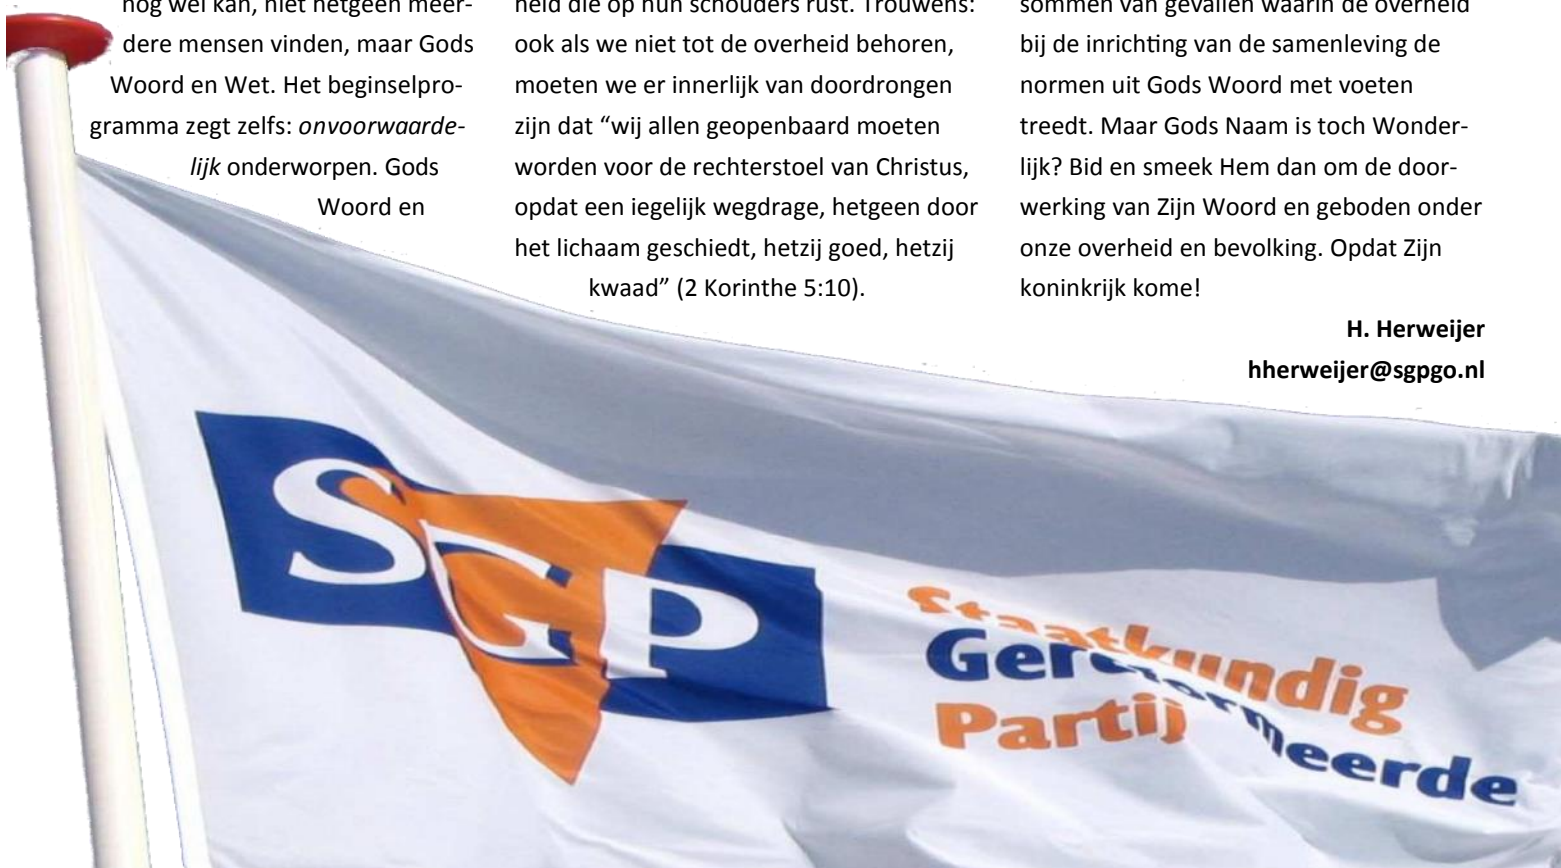 nog wel kan, niet hetgeen meer-
dere mensen vinden, maar Gods
Woord en Wet. Het beginselpro-
gramma zegt zelfs: onvoorwaarde-
lijk onderworpen. Gods
Woord en
heid die op hun schouders rust. Trouwens:
ook als we niet tot de overheid behoren,
moeten we er innerlijk van doordrongen
zijn dat “wij allen geopenbaard moeten
worden voor de rechterstoel van Christus,
opdat een iegelijk wegdrage, hetgeen door
het lichaam geschiedt, hetzij goed, hetzij
kwaad” (2 Korinthe 5:10).
sommen van gevallen waarin de overheid
bij de inrichting van de samenleving de
normen uit Gods Woord met voeten
treedt. Maar Gods Naam is toch Wonder-
lijk? Bid en smeek Hem dan om de door-
werking van Zijn Woord en geboden onder
onze overheid en bevolking. Opdat Zijn
koninkrijk kome!
H. Herweijer
hherweijer@sgpgo.nl
SGP
Staatkundig
Gereformeerde
Partij